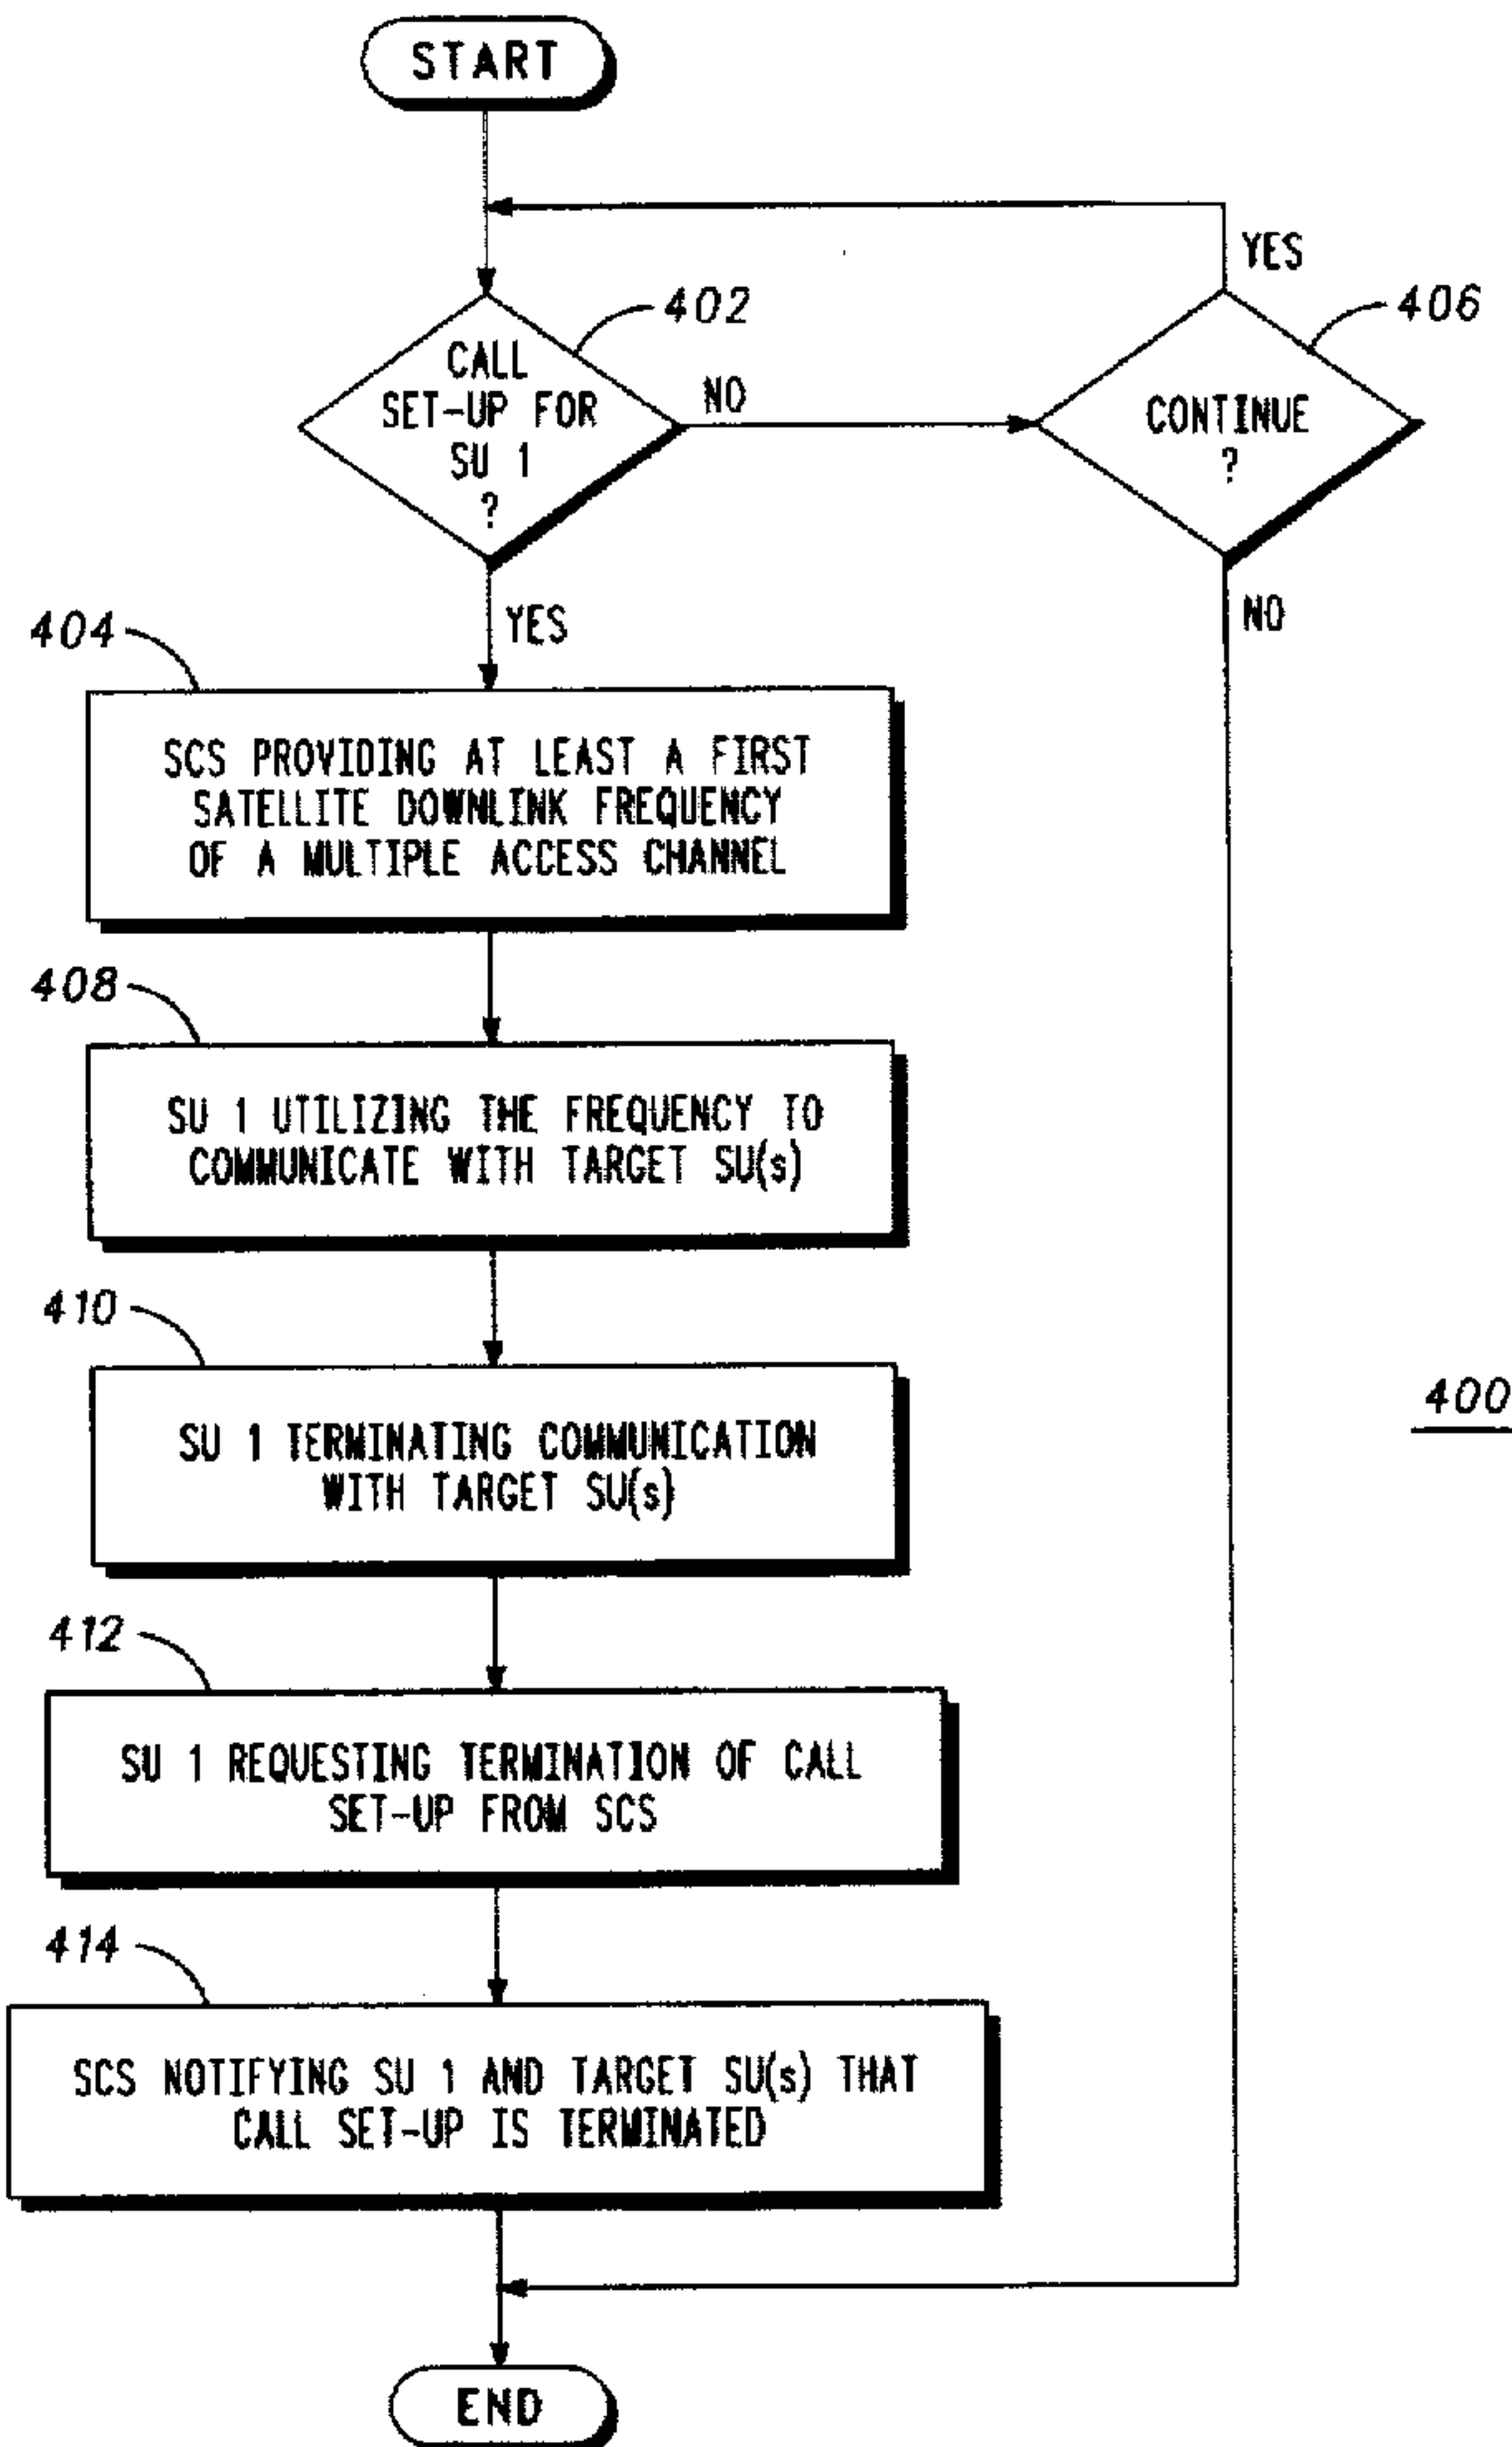 START
YES
402
406
CALL
SET-UP FOR
SU 1
?
NO
CONTINUE
?
YES
NO
404
SCS PROVIDING AT LEAST A FIRST
SATELLITE DOWNLINK FREQUENCY
OF A MULTIPLE ACCESS CHANNEL
408
SU 1 UTILIZING THE FREQUENCY TO
COMMUNICATE WITH TARGET SU(s)
410
SU 1 TERMINATING COMMUNICATION
WITH TARGET SU(s)
400
412
SU 1 REQUESTING TERMINATION OF CALL
SET-UP FROM SCS
414
SCS NOTIFYING SU 1 AND TARGET SU(s) THAT
CALL SET-UP IS TERMINATED
END